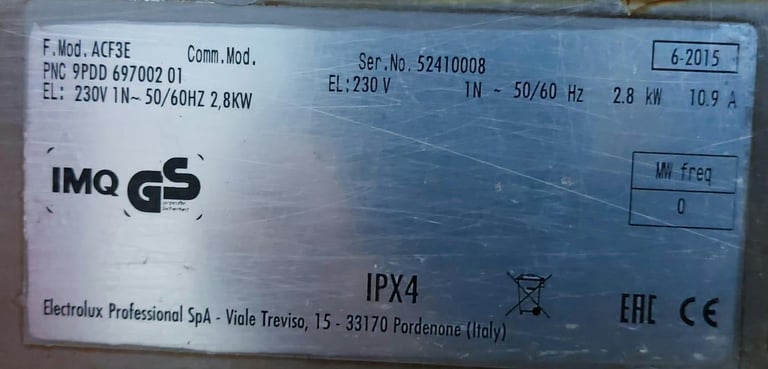 F.Mod. ACF3E Comm.Mod. Ser.No. 52410008 6-2015
PNC 9PDD 697002 01
EL: 230V 1N~ 50/60HZ 2,8KW EL:230 V 1N ~ 50/60 Hz 2.8 kW 10.9 A
IMQ GS
geprüfte
Sicherheit
MW freq
0
IPX4
EAC CE
Electrolux Professional SpA - Viale Treviso, 15 - 33170 Pordenone (Italy)